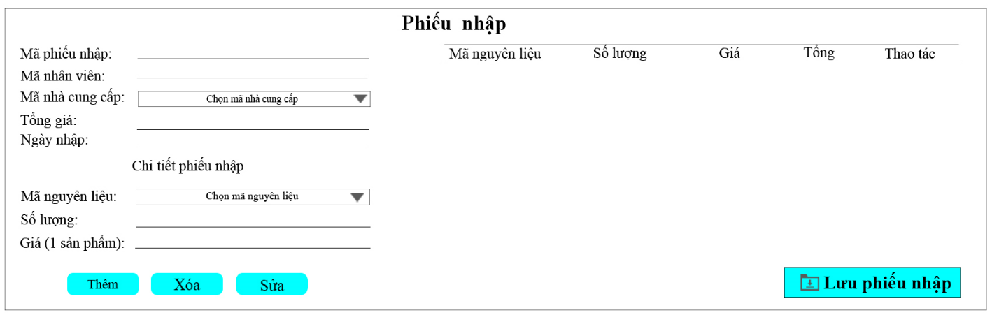 Phiếu nhập
Mã phiếu nhập:
Mã nhân viên:
Mã nhà cung cấp: Chọn mã nhà cung cấp
Tổng giá:
Ngày nhập:
Chi tiết phiếu nhập
Mã nguyên liệu: Chọn mã nguyên liệu
Số lượng:
Giá (1 sản phẩm):
Thêm Xóa Sửa
Mã nguyên liệu Số lượng Giá Tổng Thao tác
Lưu phiếu nhập